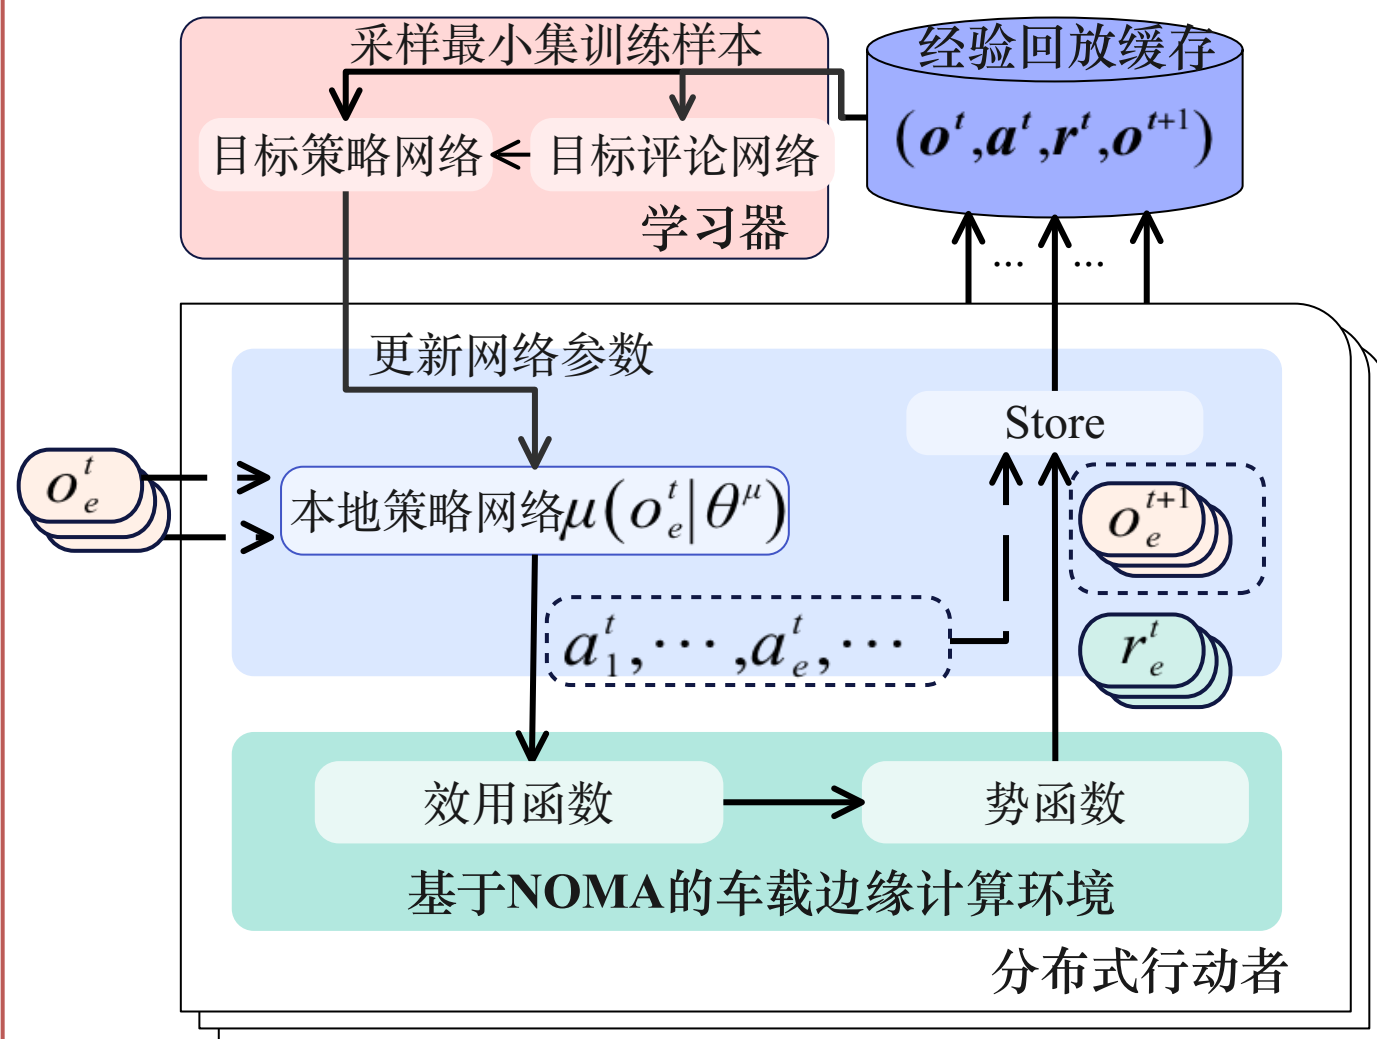 采样最小集训练样本
经验回放缓存
(o^t,a^t,r^t,o^{t+1})
目标策略网络
目标评论网络
学习器
... ...
更新网络参数
Store
o_e^t
本地策略网络μ(o_e^t|θ^μ)
o_e^{t+1}
a_1^t,⋯,a_e^t,⋯
r_e^t
效用函数
势函数
基于NOMA的车载边缘计算环境
分布式行动者